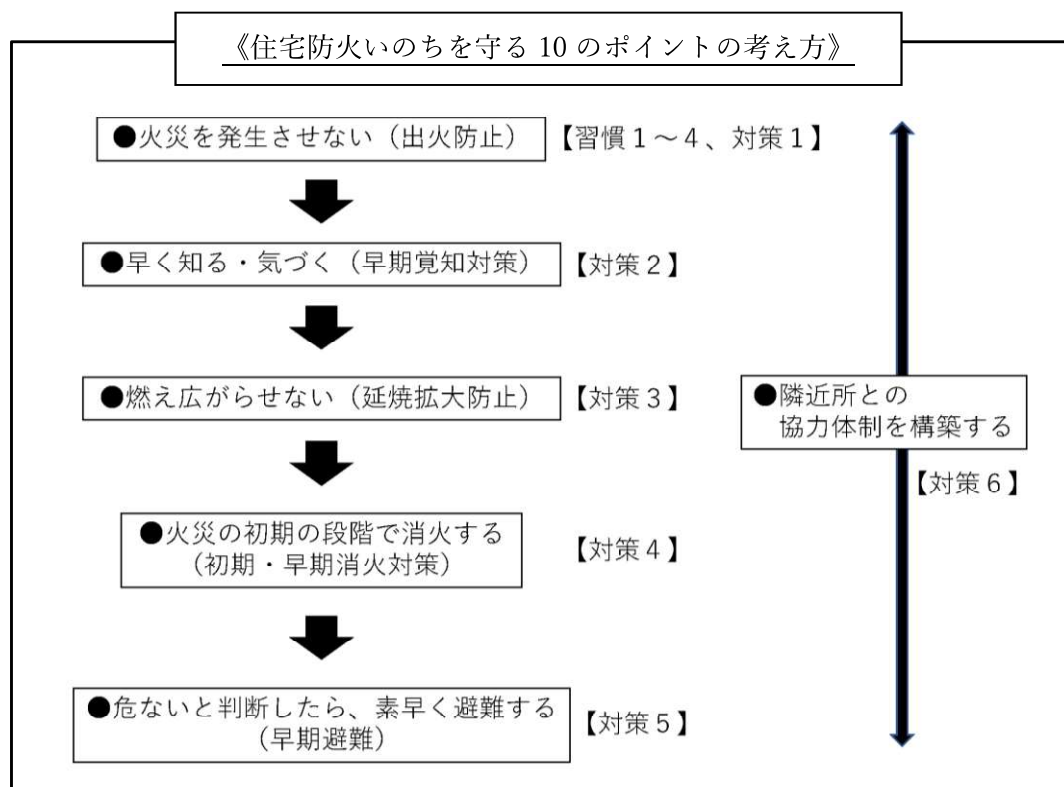 《住宅防火いのちを守る 10 のポイントの考え方》
●火災を発生させない（出火防止）
【習慣１～４、対策１】
●早く知る・気づく（早期覚知対策）
【対策２】
●燃え広がらせない（延焼拡大防止）
【対策３】
●隣近所との
協力体制を構築する
【対策６】
●火災の初期の段階で消火する
（初期・早期消火対策）
【対策４】
●危ないと判断したら、素早く避難する
（早期避難）
【対策５】